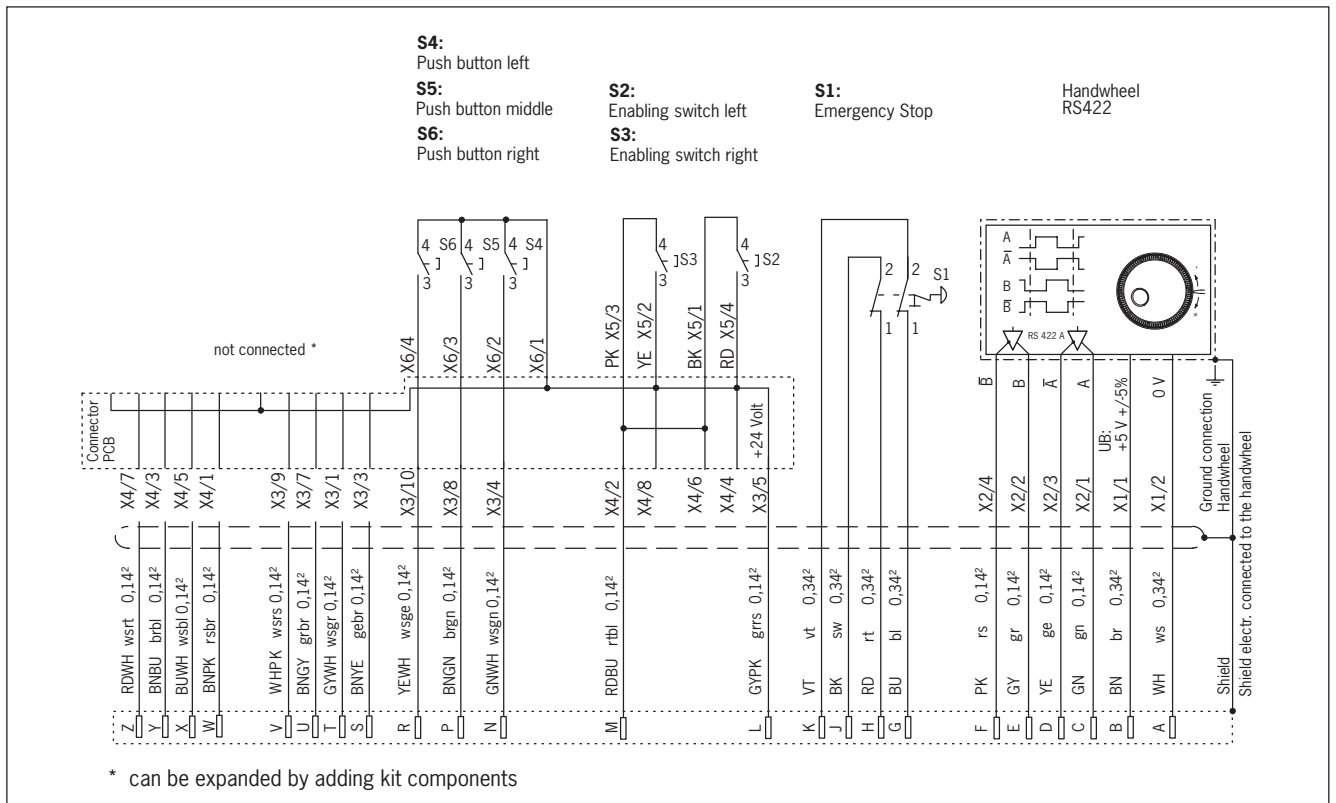 S4:
Push button left
S5:
Push button middle
S6:
Push button right
S2:
Enabling switch left
S3:
Enabling switch right
S1:
Emergency Stop
Handwheel
RS422
4 S6 4 S5 4 S4
3 3 3
4 S3 4 S2
3 3
2 2 S1
1 1
A
A̅
B
B̅
RS 422 A
- +
not connected *
X6/4 X6/3 X6/2 X6/1
PK X5/3 YE X5/2 BK X5/1 RD X5/4
B̅ B A̅ A
UB:
+5 V +/-5%
0 V
Connector
PCB
+24 Volt
Ground connection
Handwheel
X4/7 X4/3 X4/5 X4/1 X3/9 X3/7 X3/1 X3/3 X3/10 X3/8 X3/4 X4/2 X4/8 X4/6 X4/4 X3/5 X2/4 X2/2 X2/3 X2/1 X1/1 X1/2
RDWH wsrt 0,14²
BNBU brbl 0,14²
BUWH wsbl 0,14²
BNPK rsbr 0,14²
WHPK wsrs 0,14²
BNGY grbr 0,14²
GYWH wsgr 0,14²
BNYE gebr 0,14²
YEWH wsge 0,14²
BNGN brgn 0,14²
GNWH wsgn 0,14²
RDBU rtbl 0,14²
GYPK grrs 0,14²
VT vt 0,34²
BK sw 0,34²
RD rt 0,34²
BU bl 0,34²
PK rs 0,14²
GY gr 0,14²
YE ge 0,14²
GN gn 0,14²
BN br 0,34²
WH ws 0,34²
Shield
Shield electr. connected to the handwheel
Z Y X W V U T S R P N M L K J H G F E D C B A
* can be expanded by adding kit components